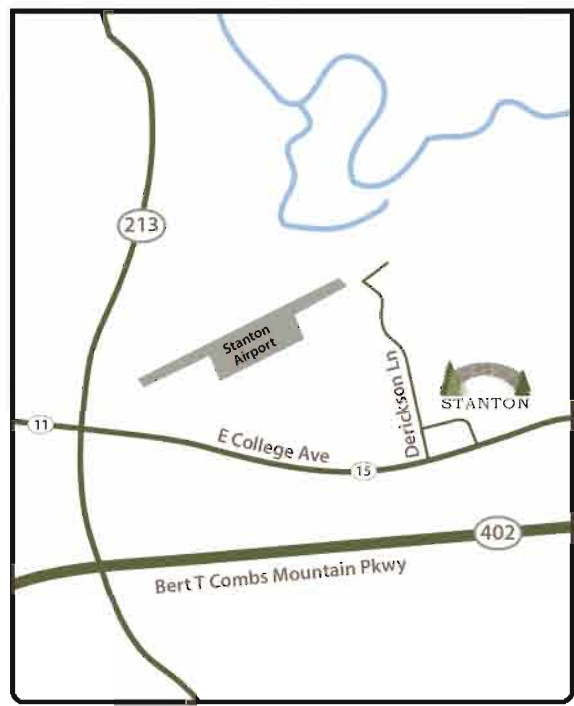 213
Stanton
Airport
Derickson Ln
STANTON
11
E College Ave
15
402
Bert T Combs Mountain Pkwy